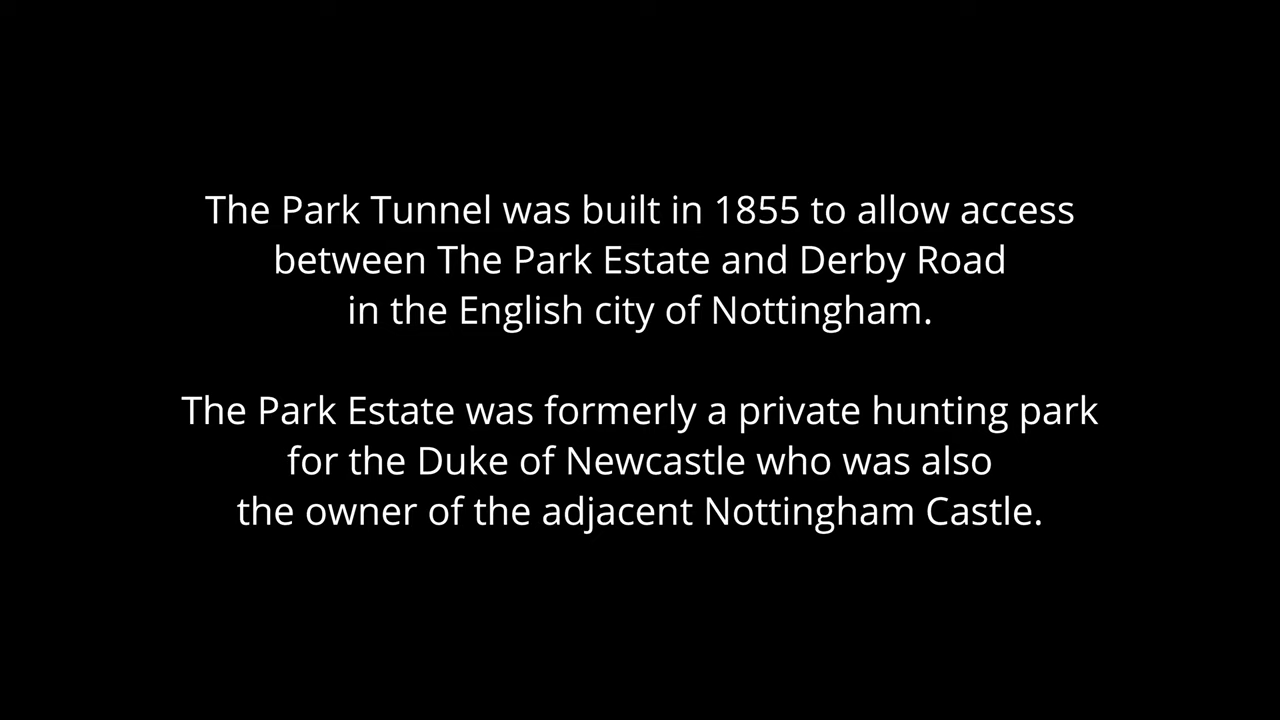 The Park Tunnel was built in 1855 to allow access
between The Park Estate and Derby Road
in the English city of Nottingham.
The Park Estate was formerly a private hunting park
for the Duke of Newcastle who was also
the owner of the adjacent Nottingham Castle.